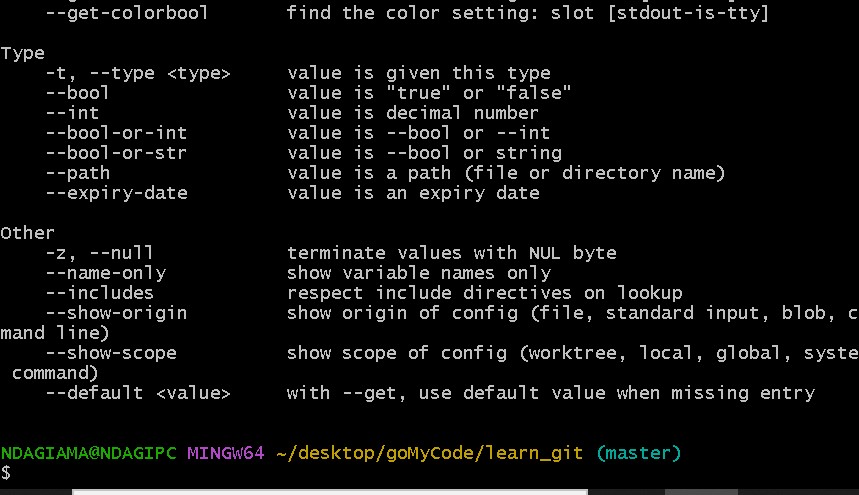 --get-colorbool find the color setting: slot [stdout-is-tty]
Type
-t, --type <type> value is given this type
--bool value is "true" or "false"
--int value is decimal number
--bool-or-int value is --bool or --int
--bool-or-str value is --bool or string
--path value is a path (file or directory name)
--expiry-date value is an expiry date
Other
-z, --null terminate values with NUL byte
--name-only show variable names only
--includes respect include directives on lookup
--show-origin show origin of config (file, standard input, blob, c
mand line)
--show-scope show scope of config (worktree, local, global, syste
command)
--default <value> with --get, use default value when missing entry
NDAGIAMA@NDAGIPC MINGW64 ~/desktop/goMyCode/learn_git (master)
$